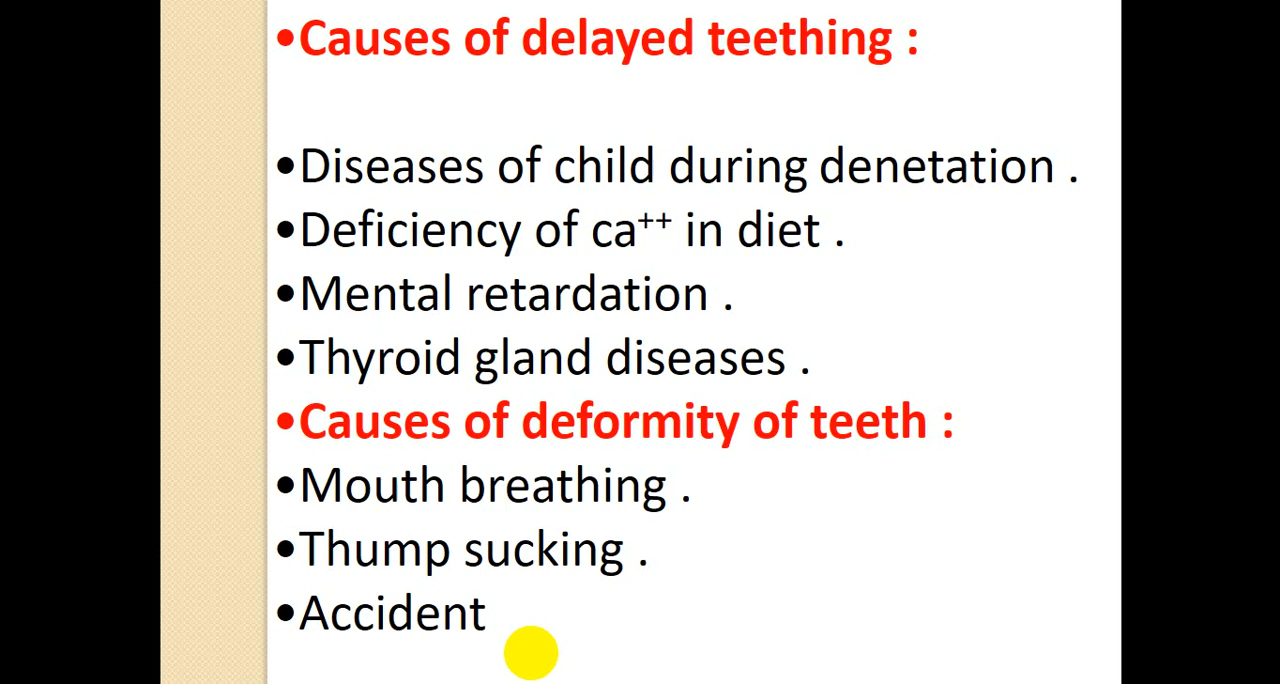 •Causes of delayed teething :
•Diseases of child during denetation .
•Deficiency of ca⁺⁺ in diet .
•Mental retardation .
•Thyroid gland diseases .
•Causes of deformity of teeth :
•Mouth breathing .
•Thump sucking .
•Accident